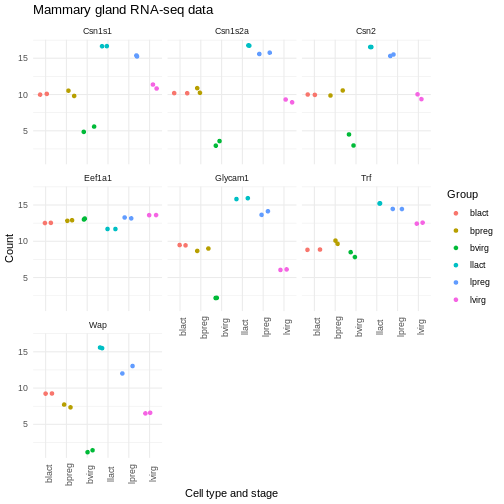 Mammary gland RNA-seq data
Csn1s1
Csn1s2a
Csn2
15
10
5
Eef1a1
Glycam1
Trf
15
10
5
Wap
15
10
5
blact
bpreg
bvirg
llact
lpreg
lvirg
blact
bpreg
bvirg
llact
lpreg
lvirg
blact
bpreg
bvirg
llact
lpreg
lvirg
Count
Cell type and stage
Group
blact
bpreg
bvirg
llact
lpreg
lvirg